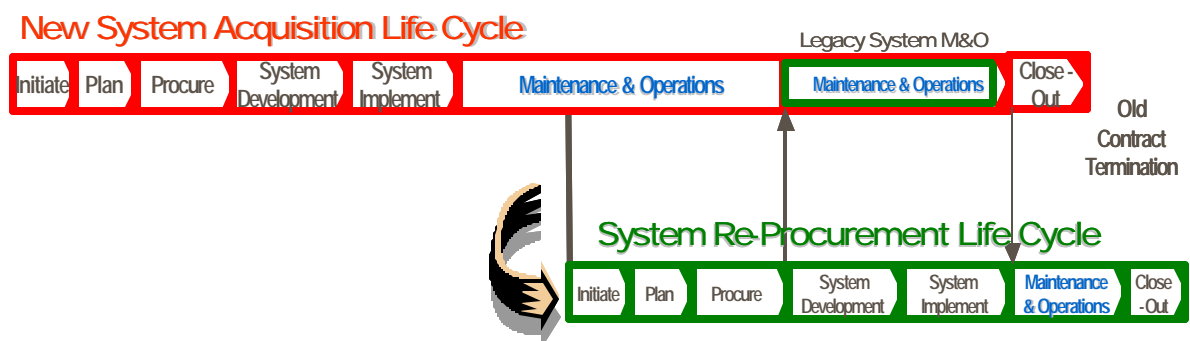 New System Acquisition Life Cycle
Legacy System M&O
Initiate
Plan
Procure
System
Development
System
Implement
Maintenance & Operations
Maintenance & Operations
Close -
Out
Old
Contract
Termination
System Re-Procurement Life Cycle
Initiate
Plan
Procure
System
Development
System
Implement
Maintenance
& Operations
Close
- Out